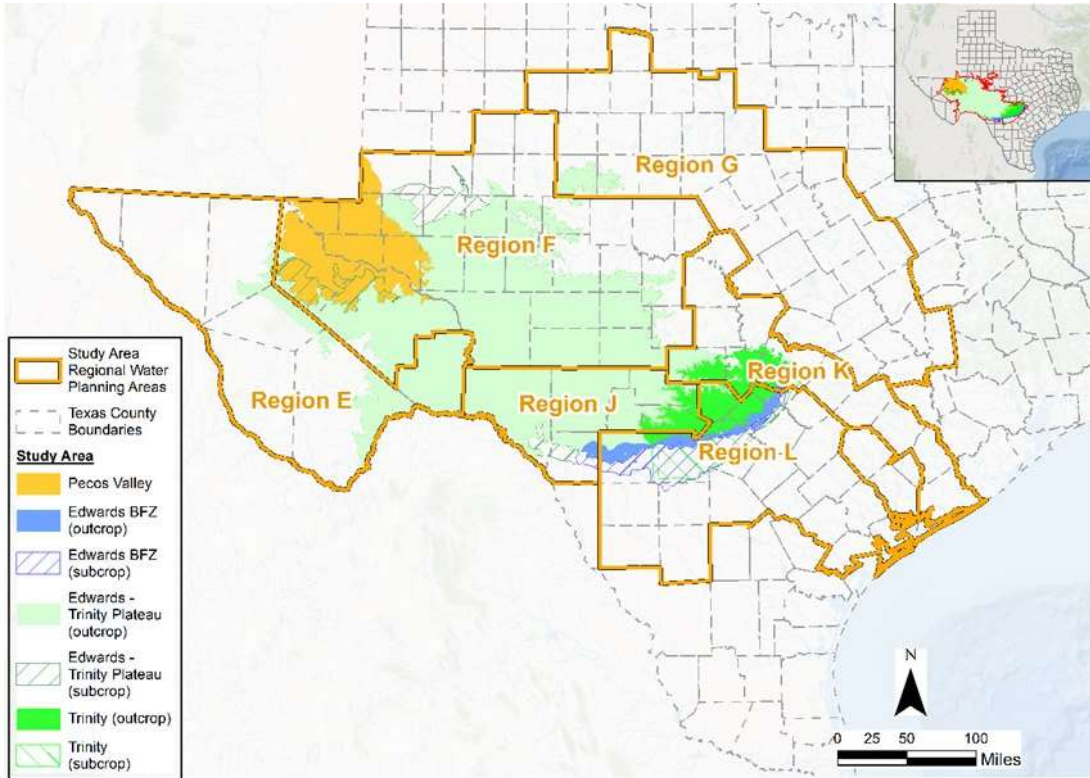 Region G
Region F
Region E
Region J
Region K
Region L
Study Area
Regional Water
Planning Areas
Texas County
Boundaries
Study Area
Pecos Valley
Edwards BFZ
(outcrop)
Edwards BFZ
(subcrop)
Edwards -
Trinity Plateau
(outcrop)
Edwards -
Trinity Plateau
(subcrop)
Trinity (outcrop)
Trinity
(subcrop)
N
0 25 50 100
Miles